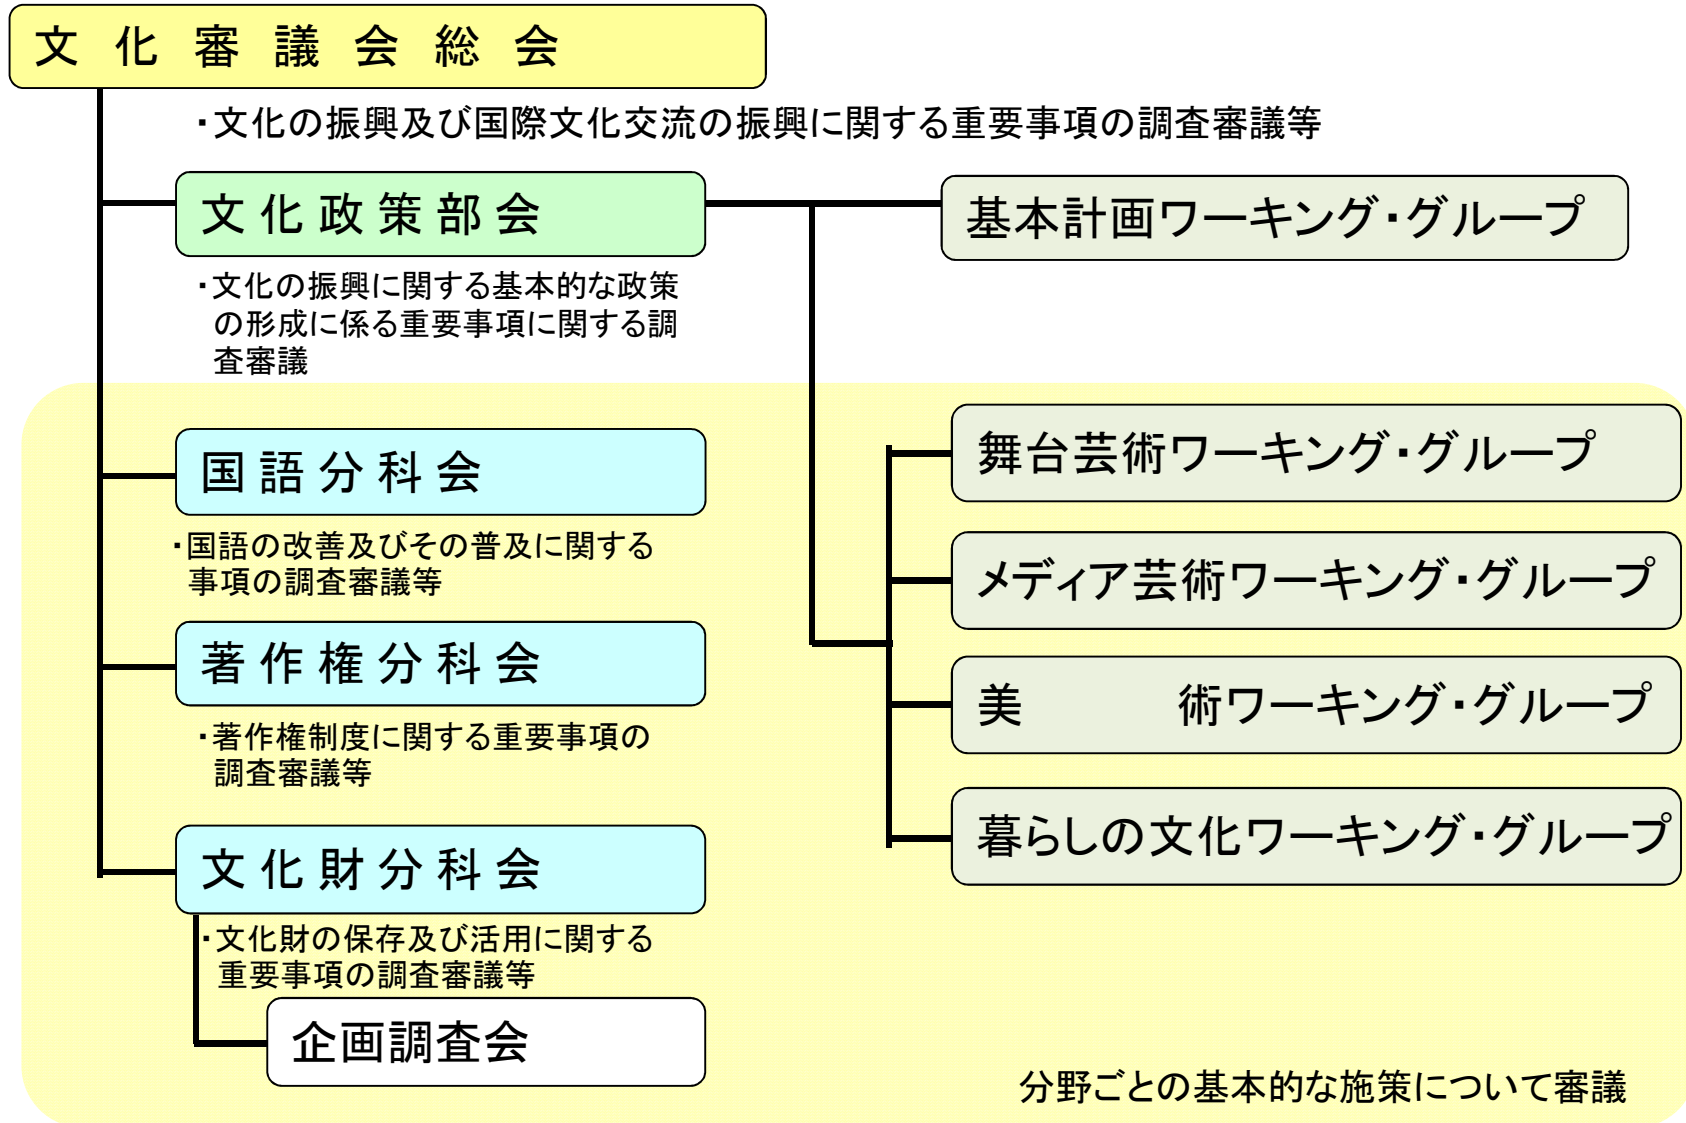 文化審議会総会
・文化の振興及び国際文化交流の振興に関する重要事項の調査審議等
文化政策部会
・文化の振興に関する基本的な政策
の形成に係る重要事項に関する調
査審議
国語分科会
・国語の改善及びその普及に関する
事項の調査審議等
著作権分科会
・著作権制度に関する重要事項の
調査審議等
文化財分科会
・文化財の保存及び活用に関する
重要事項の調査審議等
企画調査会
基本計画ワーキング・グループ
舞台芸術ワーキング・グループ
メディア芸術ワーキング・グループ
美　　　術ワーキング・グループ
暮らしの文化ワーキング・グループ
分野ごとの基本的な施策について審議